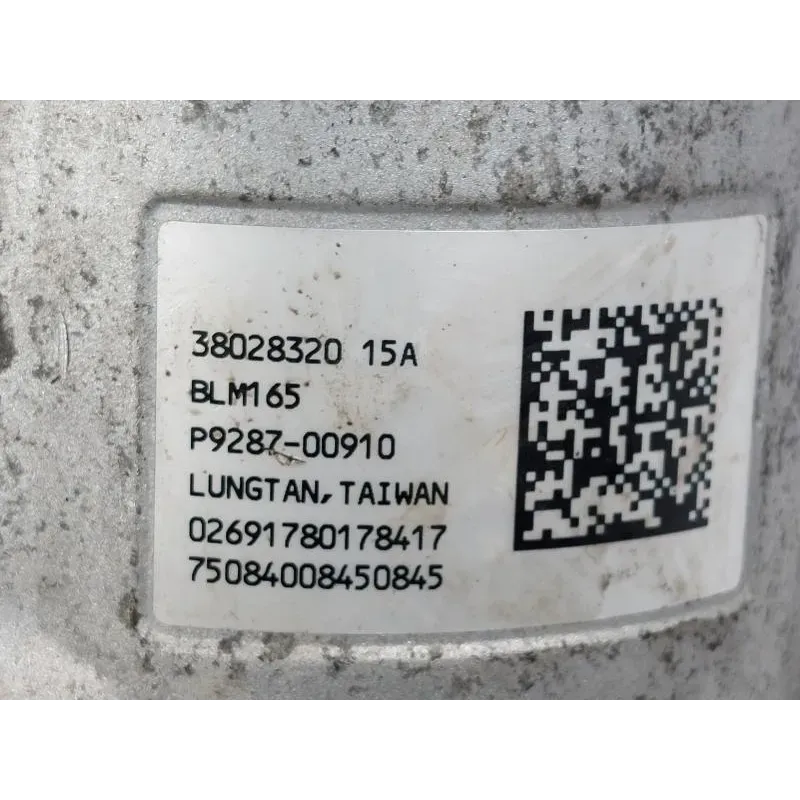 38028320 15A
BLM165
P9287-00910
LUNGTAN, TAIWAN
02691780178417
75084008450845